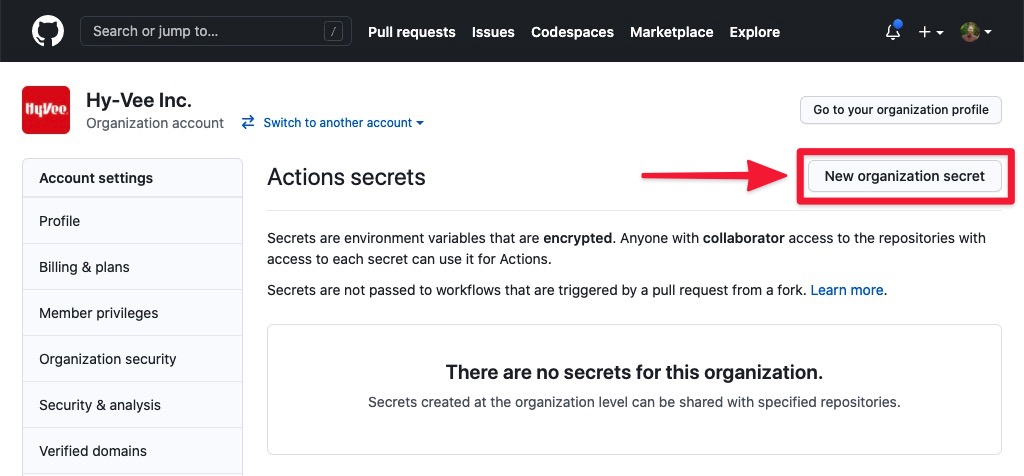 Search or jump to…
/
Pull requests
Issues
Codespaces
Marketplace
Explore
HyVee
Hy-Vee Inc.
Organization account
Switch to another account
Go to your organization profile
Account settings
Profile
Billing & plans
Member privileges
Organization security
Security & analysis
Verified domains
Actions secrets
New organization secret
Secrets are environment variables that are encrypted. Anyone with collaborator access to the repositories with
access to each secret can use it for Actions.
Secrets are not passed to workflows that are triggered by a pull request from a fork. Learn more.
There are no secrets for this organization.
Secrets created at the organization level can be shared with specified repositories.